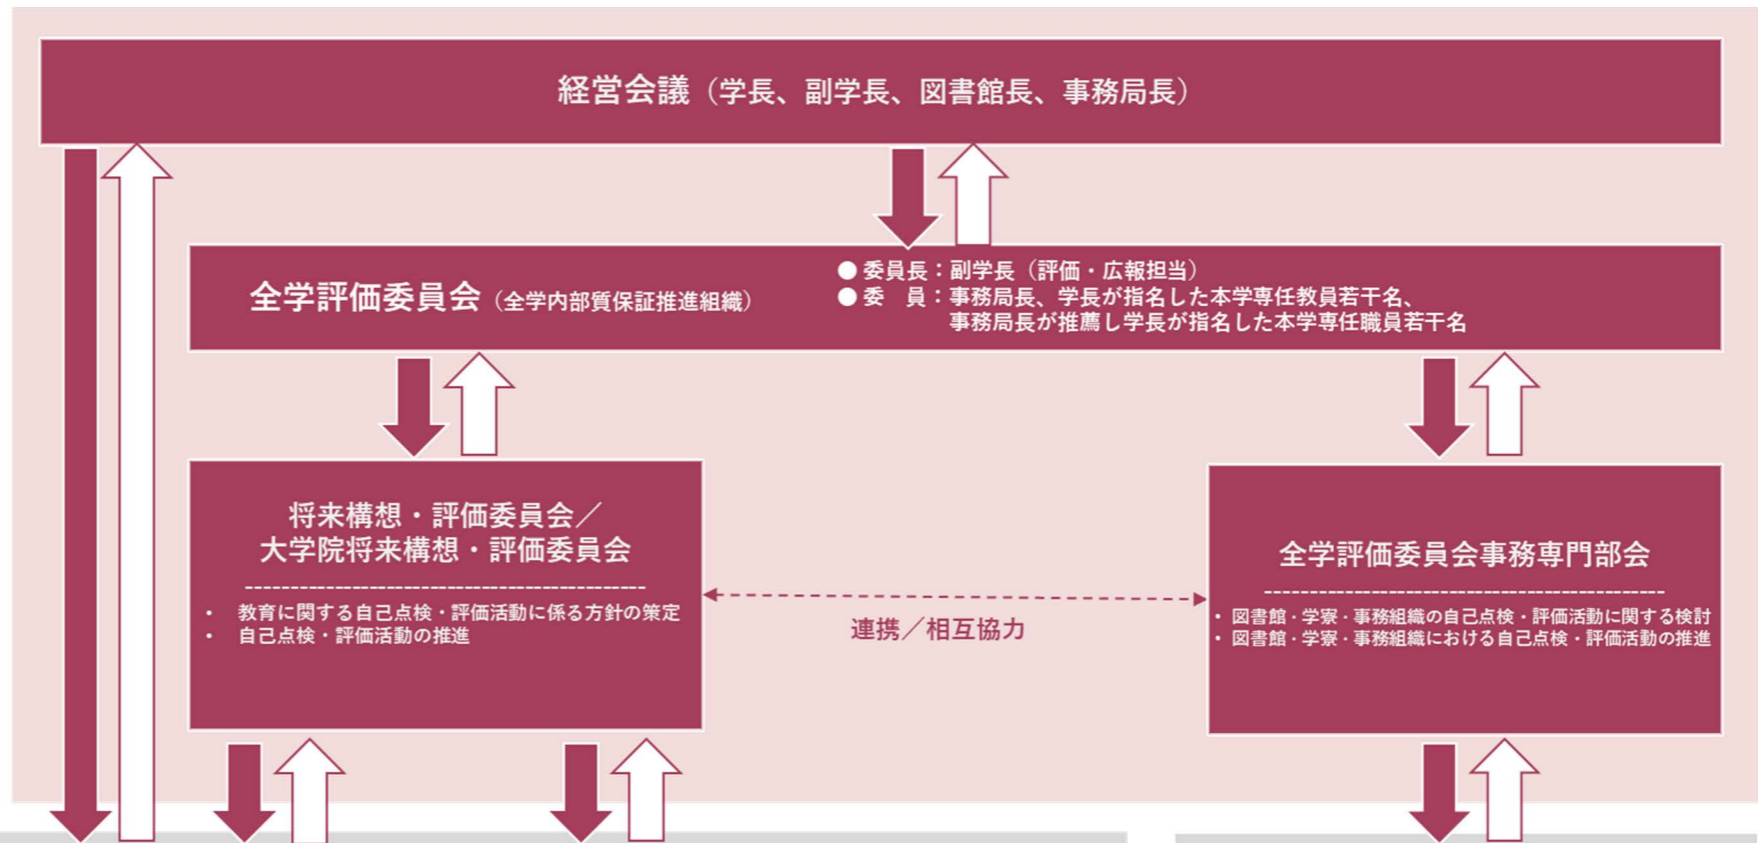 経営会議（学長、副学長、図書館長、事務局長）
全学評価委員会（全学内部質保証推進組織）
● 委員長：副学長（評価・広報担当）
● 委　員：事務局長、学長が指名した本学専任教員若干名、
事務局長が推薦し学長が指名した本学専任職員若干名
将来構想・評価委員会／
大学院将来構想・評価委員会
• 教育に関する自己点検・評価活動に係る方針の策定
• 自己点検・評価活動の推進
連携／相互協力
全学評価委員会事務専門部会
• 図書館・学寮・事務組織の自己点検・評価活動に関する検討
• 図書館・学寮・事務組織における自己点検・評価活動の推進